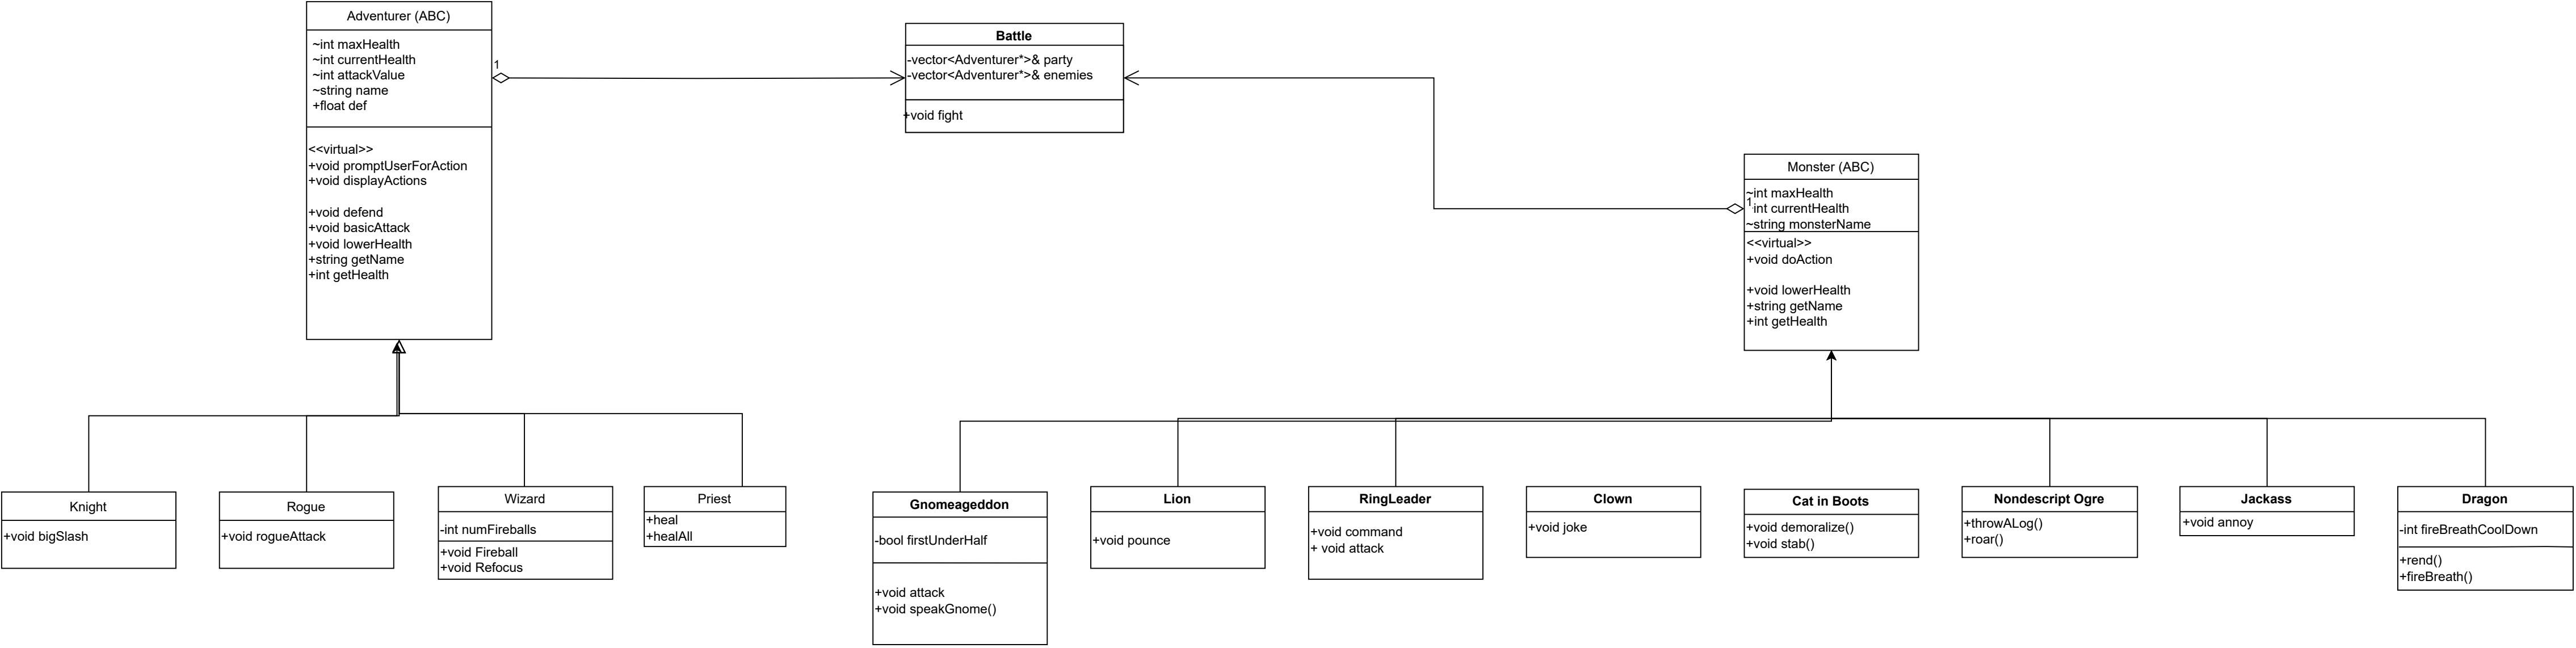 Adventurer (ABC)
~int maxHealth
~int currentHealth
~int attackValue
~string name
+float def
<<virtual>>
+void promptUserForAction
+void displayActions
+void defend
+void basicAttack
+void lowerHealth
+string getName
+int getHealth
1
Battle
-vector<Adventurer*>& party
-vector<Adventurer*>& enemies
+void fight
Monster (ABC)
~int maxHealth
1
int currentHealth
~string monsterName
<<virtual>>
+void doAction
+void lowerHealth
+string getName
+int getHealth
Knight
+void bigSlash
Rogue
+void rogueAttack
Wizard
-int numFireballs
+void Fireball
+void Refocus
Priest
+heal
+healAll
Gnomeageddon
-bool firstUnderHalf
+void attack
+void speakGnome()
Lion
+void pounce
RingLeader
+void command
+ void attack
Clown
+void joke
Cat in Boots
+void demoralize()
+void stab()
Nondescript Ogre
+throwALog()
+roar()
Jackass
+void annoy
Dragon
-int fireBreathCoolDown
+rend()
+fireBreath()